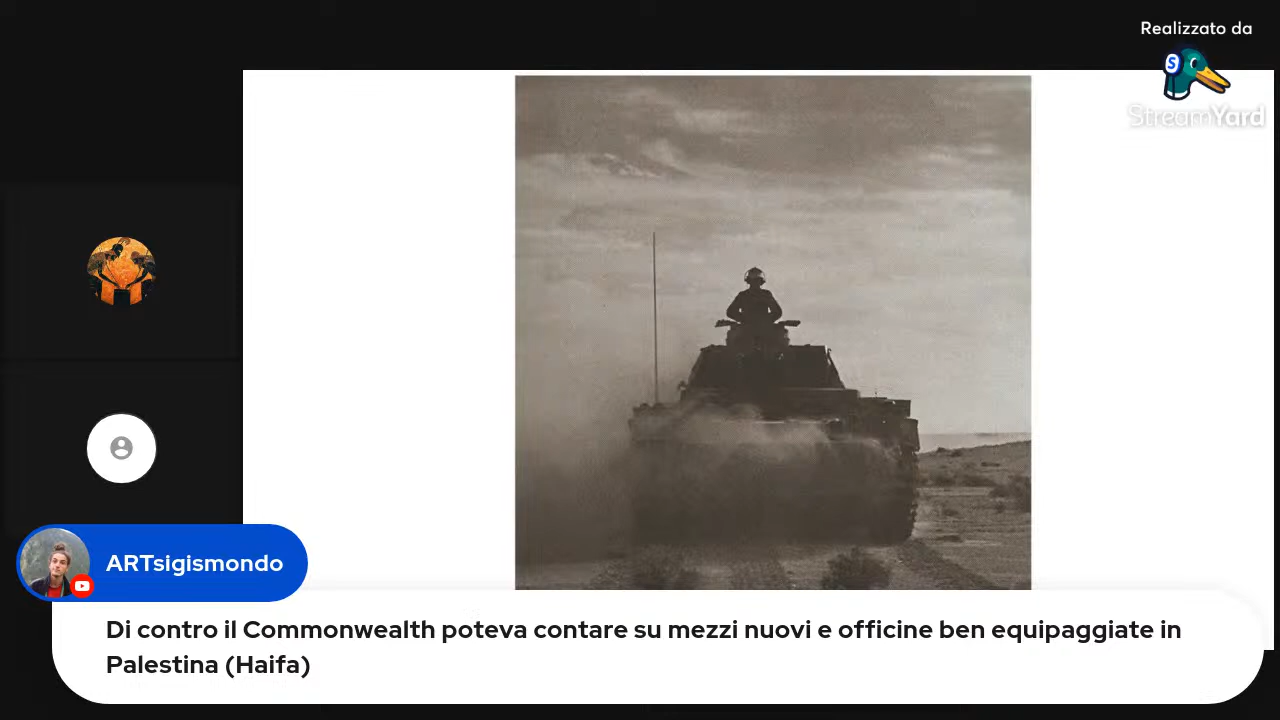 Realizzato da
StreamYard
ARTsigismondo
Di contro il Commonwealth poteva contare su mezzi nuovi e officine ben equipaggiate in
Palestina (Haifa)